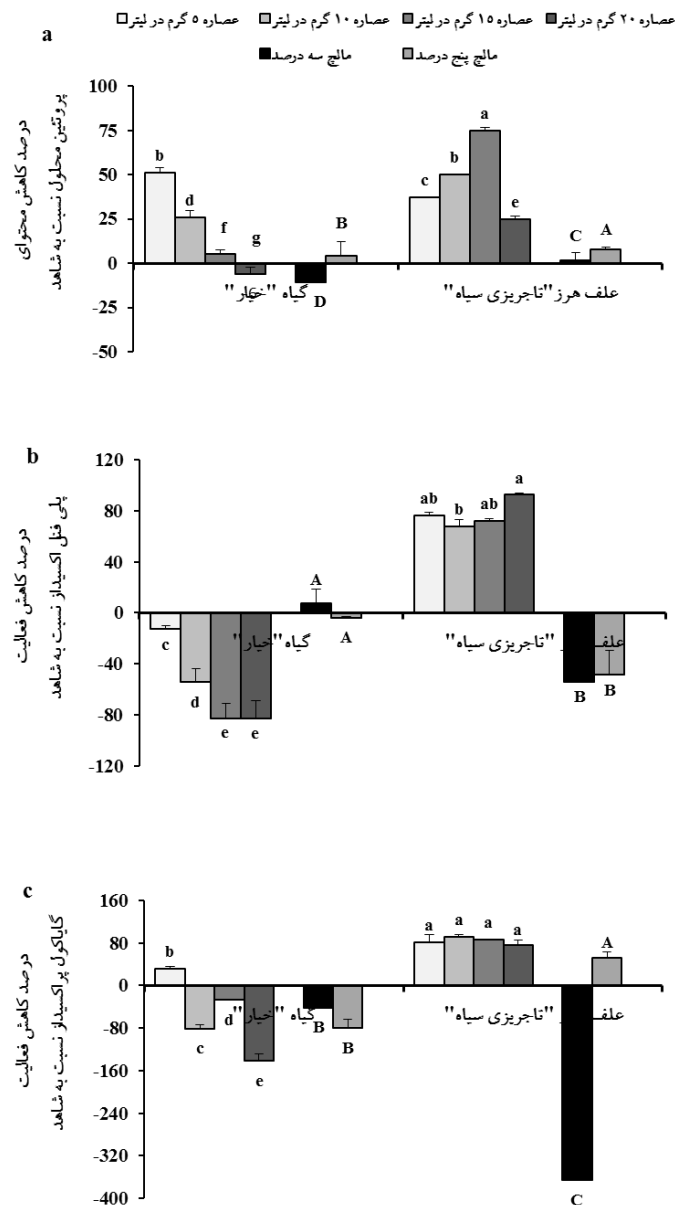 عصاره ۵ گرم در لیتر عصاره ۱۰ گرم در لیتر عصاره ۱۵ گرم در لیتر عصاره ۲۰ گرم در لیتر
مالچ سه درصد مالچ پنج درصد
a
درصد کاهش محتوای
پروتئین محلول نسبت به شاهد
100
75
50
25
0
-25
-50
b
d
f
g
D
B
c
b
a
e
C
A
گیاه "خیار"
علف هرز "تاجریزی سیاه"
b
درصد کاهش فعالیت
پلی فنل اکسیداز نسبت به شاهد
120
80
40
0
-40
-80
-120
c
d
e
e
A
A
ab
b
ab
a
B
B
گیاه "خیار"
علف "تاجریزی سیاه"
c
درصد کاهش فعالیت
گایاکول پراکسیداز نسبت به شاهد
160
80
0
-80
-160
-240
-320
-400
b
c
d
e
B
B
a
a
a
a
C
A
گیاه "خیار"
علف "تاجریزی سیاه"